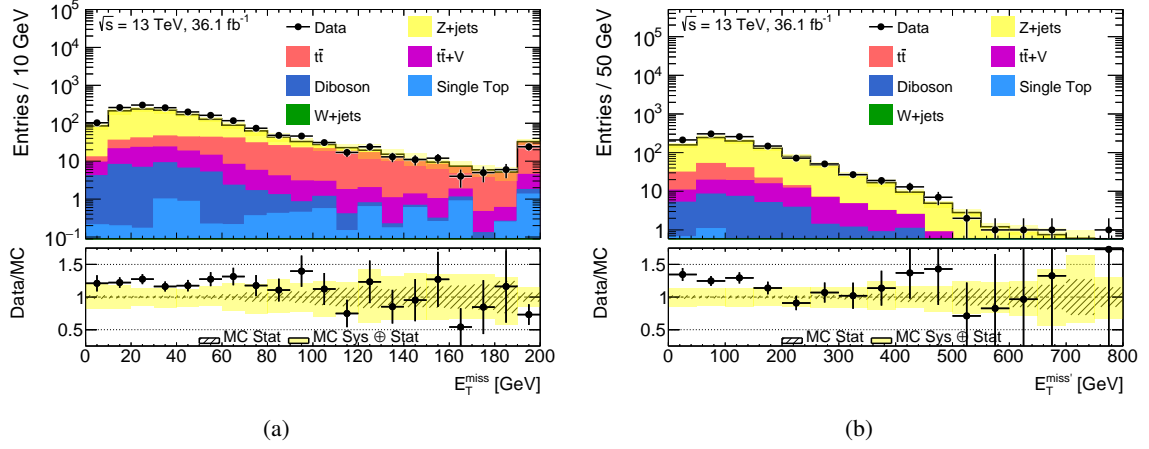 √s = 13 TeV, 36.1 fb⁻¹
Data
Z+jets
tt̄
tt̄+V
Diboson
Single Top
W+jets
Entries / 10 GeV
10⁵
10⁴
10³
10²
10
1
10⁻¹
Data/MC
1.5
1
0.5
MC Stat
MC Sys ⊕ Stat
0 20 40 60 80 100 120 140 160 180 200
E_T^miss [GeV]
(a)
√s = 13 TeV, 36.1 fb⁻¹
Data
Z+jets
tt̄
tt̄+V
Diboson
Single Top
W+jets
Entries / 50 GeV
10⁵
10⁴
10³
10²
10
1
Data/MC
1.5
1
0.5
MC Stat
MC Sys ⊕ Stat
0 100 200 300 400 500 600 700 800
E_T^miss' [GeV]
(b)